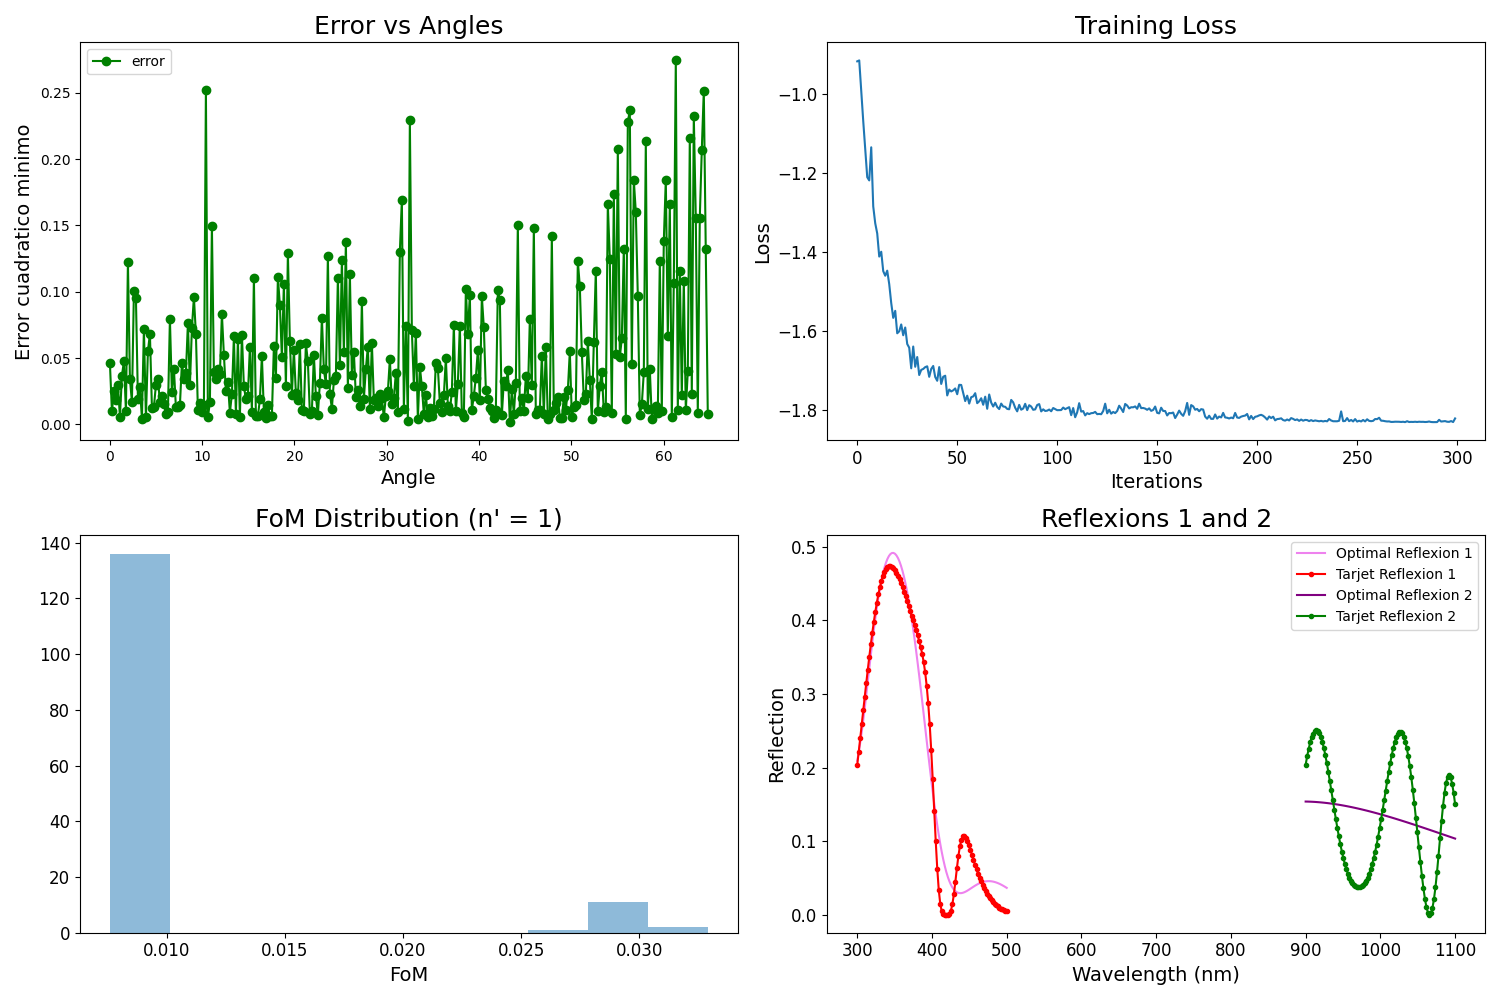 Error vs Angles
error
Error cuadratico minimo
0.25
0.20
0.15
0.10
0.05
0.00
0 10 20 30 40 50 60
Angle
Training Loss
Loss
−1.0
−1.2
−1.4
−1.6
−1.8
0 50 100 150 200 250 300
Iterations
FoM Distribution (n' = 1)
140
120
100
80
60
40
20
0
0.010 0.015 0.020 0.025 0.030
FoM
Reflexions 1 and 2
Optimal Reflexion 1
Tarjet Reflexion 1
Optimal Reflexion 2
Tarjet Reflexion 2
Reflection
0.5
0.4
0.3
0.2
0.1
0.0
300 400 500 600 700 800 900 1000 1100
Wavelength (nm)